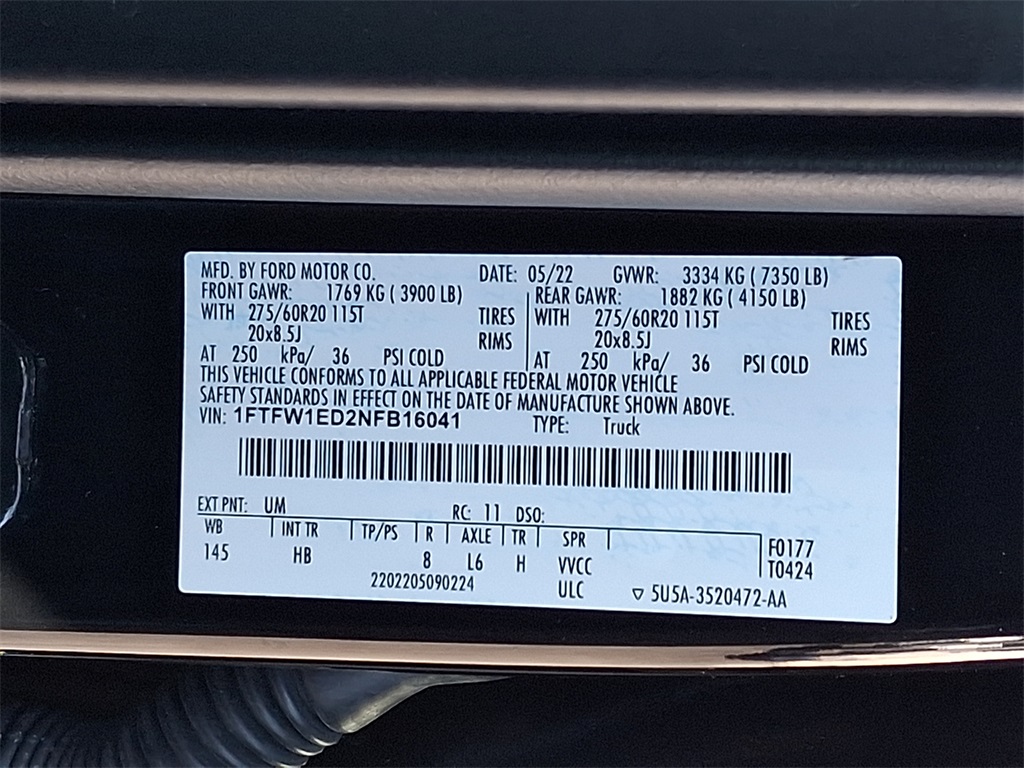 MFD. BY FORD MOTOR CO. DATE: 05/22 GVWR: 3334 KG ( 7350 LB)
FRONT GAWR: 1769 KG ( 3900 LB) REAR GAWR: 1882 KG ( 4150 LB)
WITH 275/60R20 115T TIRES WITH 275/60R20 115T TIRES
20x8.5J RIMS 20x8.5J RIMS
AT 250 kPa/ 36 PSI COLD AT 250 kPa/ 36 PSI COLD
THIS VEHICLE CONFORMS TO ALL APPLICABLE FEDERAL MOTOR VEHICLE
SAFETY STANDARDS IN EFFECT ON THE DATE OF MANUFACTURE SHOWN ABOVE.
VIN: 1FTFW1ED2NFB16041 TYPE: Truck
EXT PNT: UM RC: 11 DSO:
WB INT TR TP/PS R AXLE TR SPR F0177
145 HB 8 L6 H VVCC T0424
2202205090224 ULC ▽ 5U5A-3520472-AA